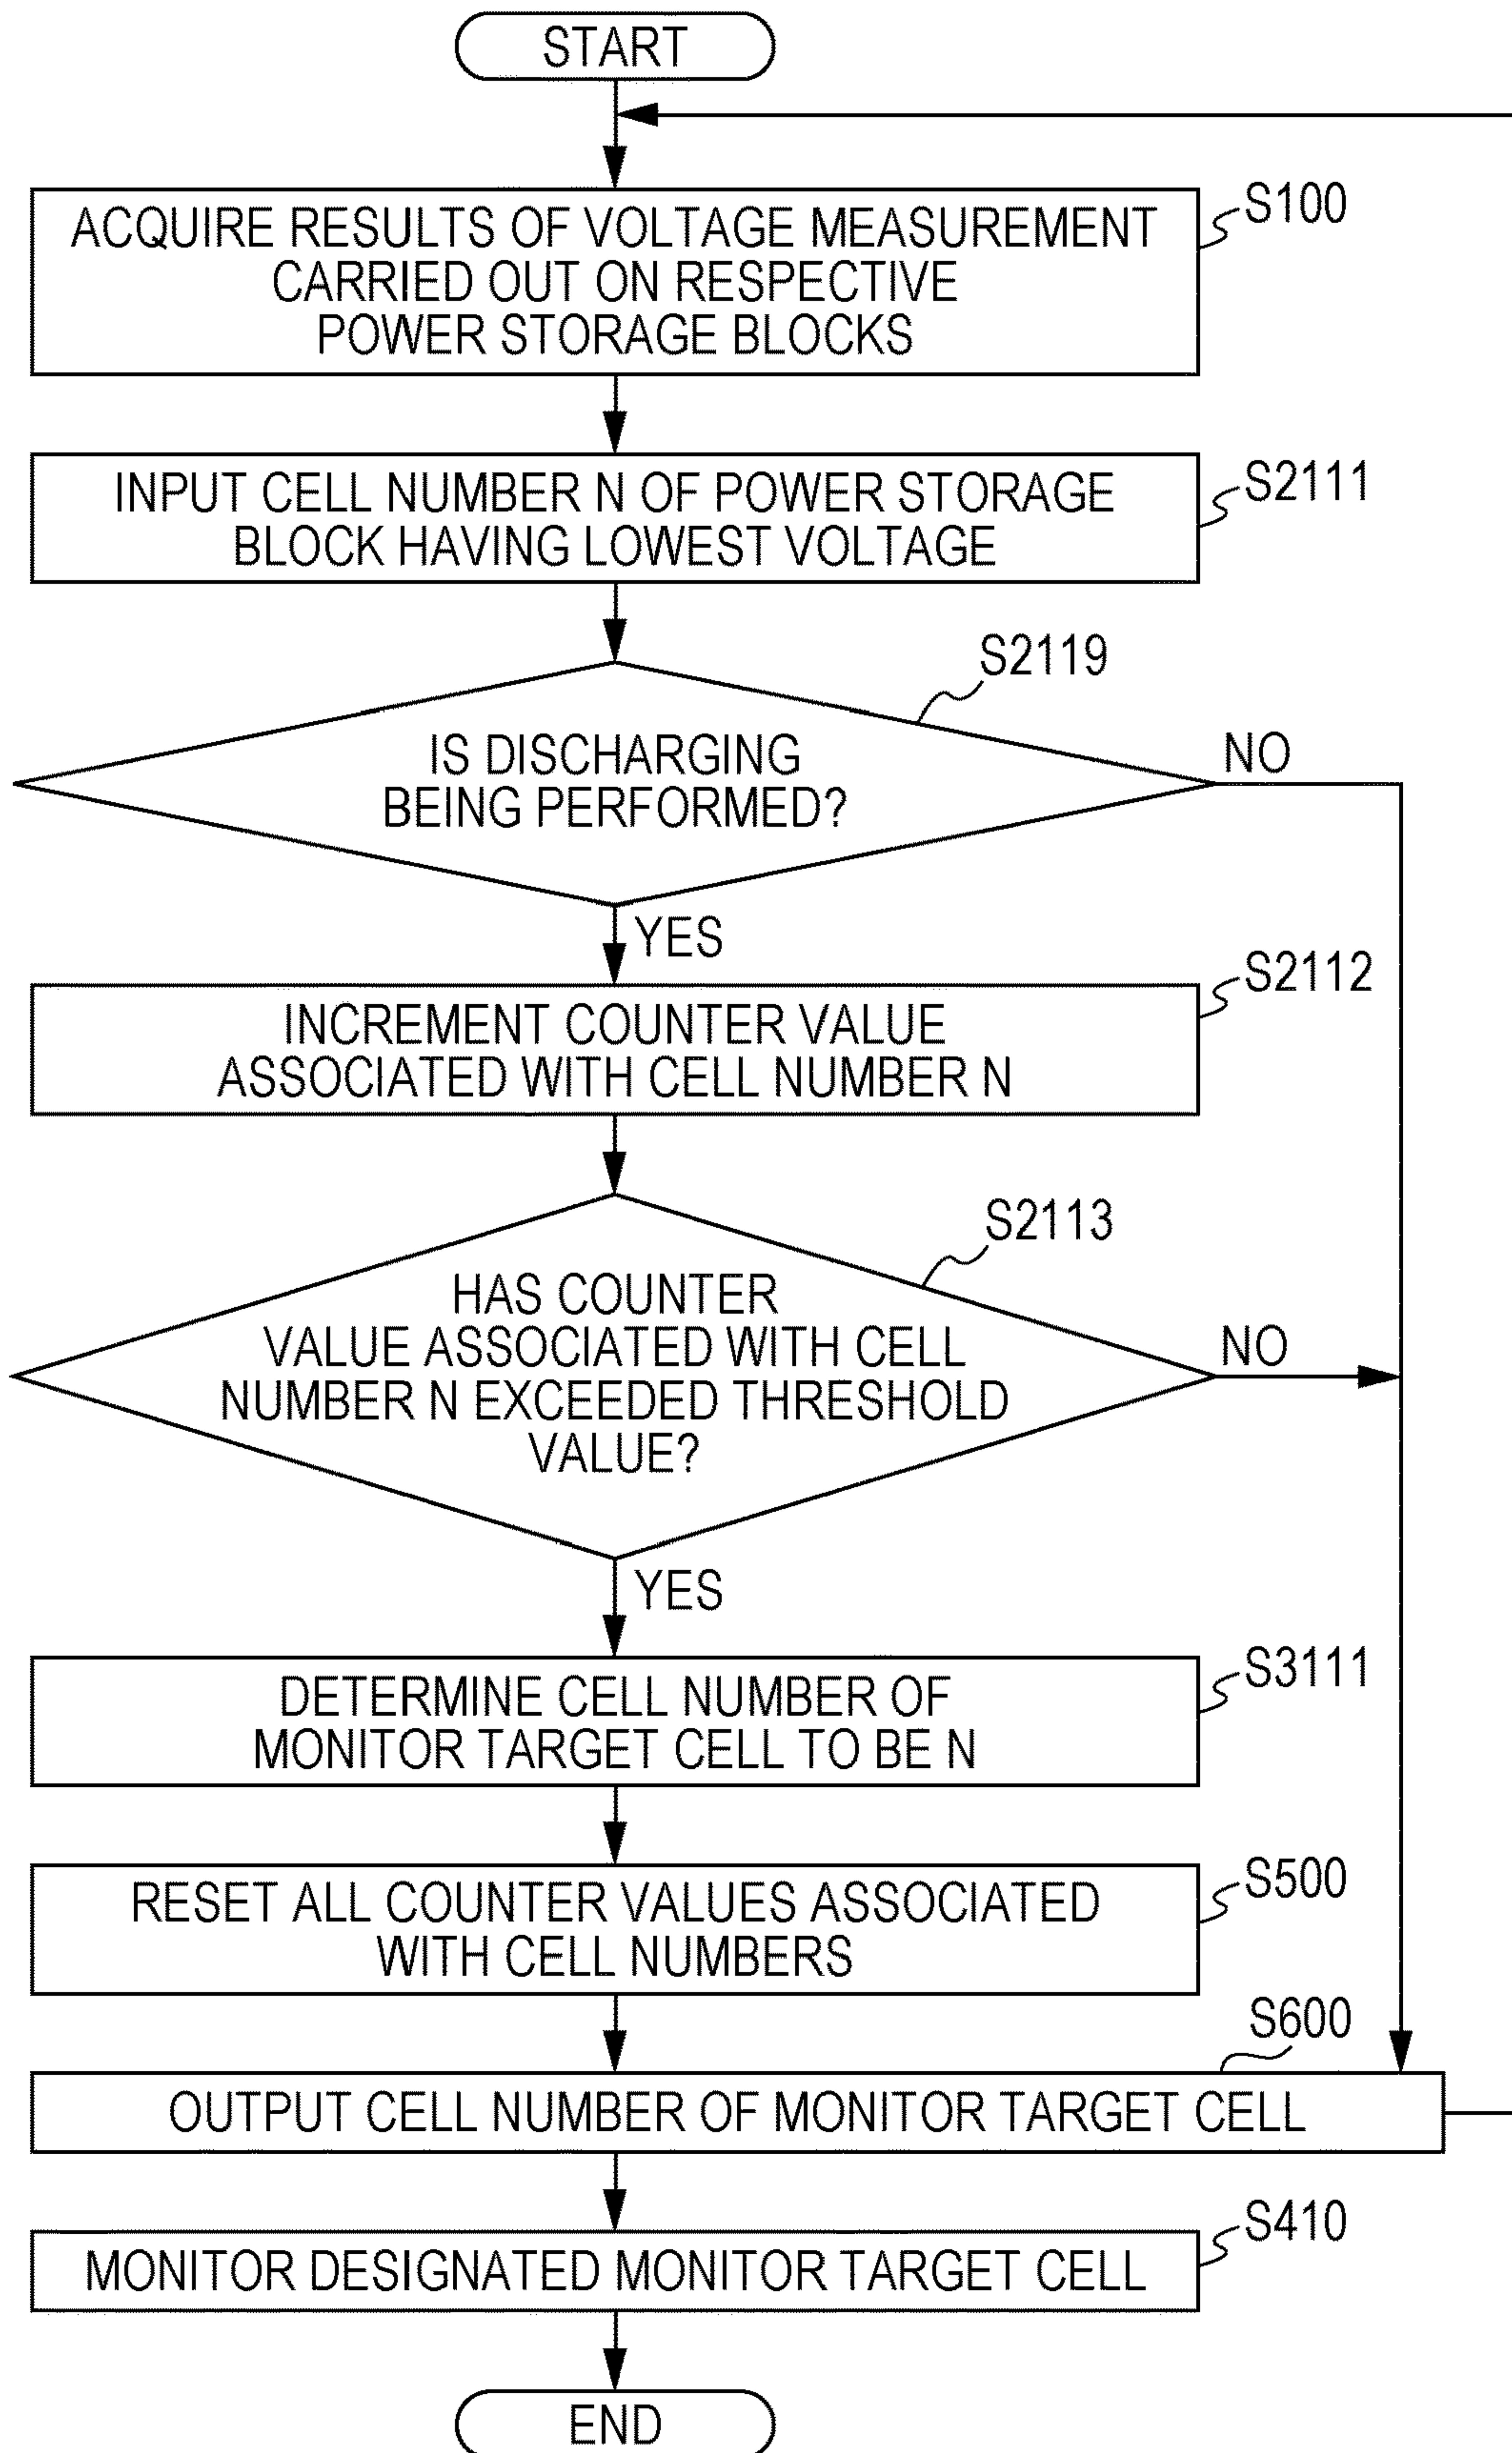 START
ACQUIRE RESULTS OF VOLTAGE MEASUREMENT
CARRIED OUT ON RESPECTIVE
POWER STORAGE BLOCKS
S100
INPUT CELL NUMBER N OF POWER STORAGE
BLOCK HAVING LOWEST VOLTAGE
S2111
S2119
IS DISCHARGING
BEING PERFORMED?
NO
YES
INCREMENT COUNTER VALUE
ASSOCIATED WITH CELL NUMBER N
S2112
S2113
HAS COUNTER
VALUE ASSOCIATED WITH CELL
NUMBER N EXCEEDED THRESHOLD
VALUE?
NO
YES
DETERMINE CELL NUMBER OF
MONITOR TARGET CELL TO BE N
S3111
RESET ALL COUNTER VALUES ASSOCIATED
WITH CELL NUMBERS
S500
S600
OUTPUT CELL NUMBER OF MONITOR TARGET CELL
MONITOR DESIGNATED MONITOR TARGET CELL
S410
END